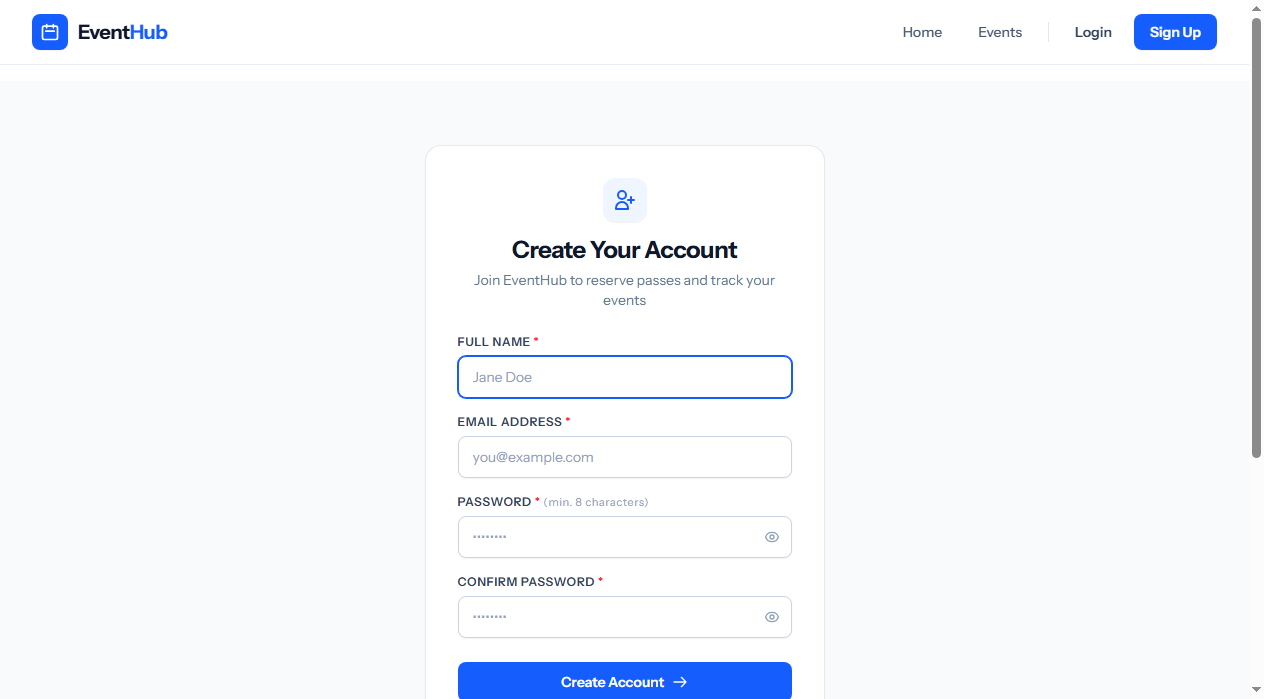 EventHub
Home
Events
Login
Sign Up
Create Your Account
Join EventHub to reserve passes and track your
events
FULL NAME *
Jane Doe
EMAIL ADDRESS *
you@example.com
PASSWORD * (min. 8 characters)
••••••••
CONFIRM PASSWORD *
••••••••
Create Account →